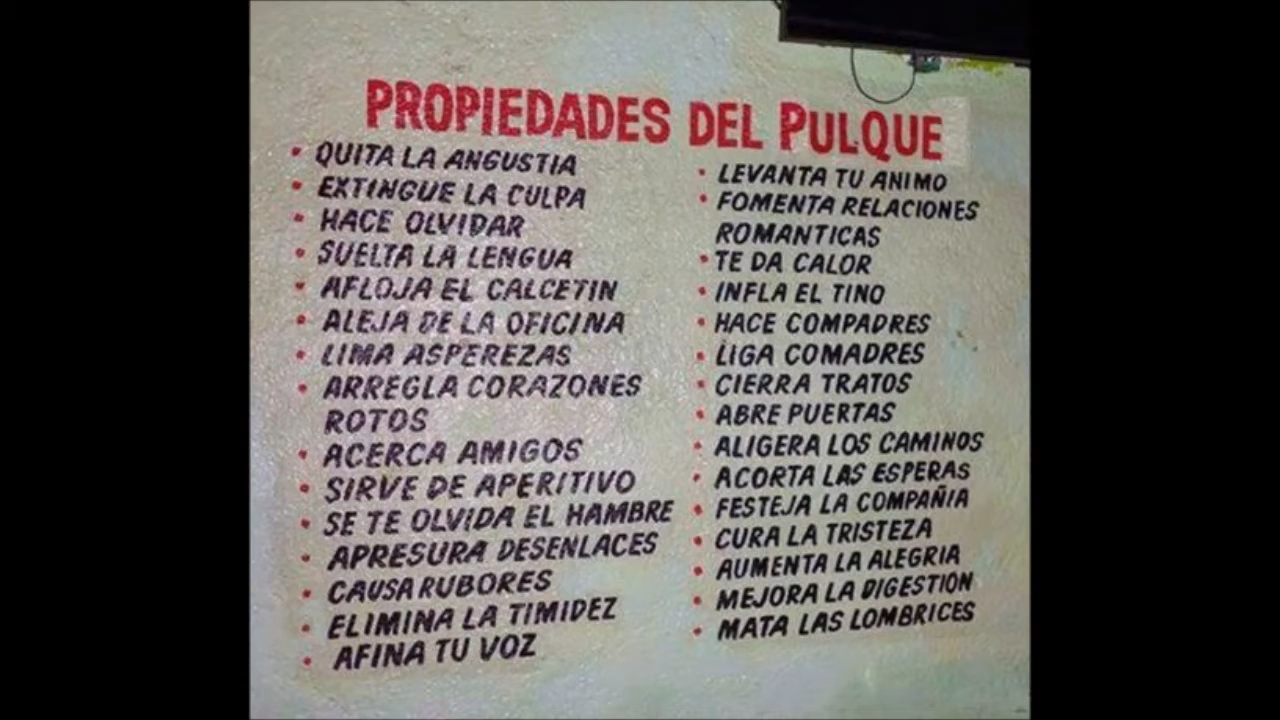 PROPIEDADES DEL PULQUE
• QUITA LA ANGUSTIA
• EXTINGUE LA CULPA
• HACE OLVIDAR
• SUELTA LA LENGUA
• AFLOJA EL CALCETIN
• ALEJA DE LA OFICINA
• LIMA ASPEREZAS
• ARREGLA CORAZONES
ROTOS
• ACERCA AMIGOS
• SIRVE DE APERITIVO
• SE TE OLVIDA EL HAMBRE
• APRESURA DESENLACES
• CAUSA RUBORES
• ELIMINA LA TIMIDEZ
• AFINA TU VOZ
• LEVANTA TU ANIMO
• FOMENTA RELACIONES
ROMANTICAS
• TE DA CALOR
• INFLA EL TINO
• HACE COMPADRES
• LIGA COMADRES
• CIERRA TRATOS
• ABRE PUERTAS
• ALIGERA LOS CAMINOS
• ACORTA LAS ESPERAS
• FESTEJA LA COMPAÑIA
• CURA LA TRISTEZA
• AUMENTA LA ALEGRIA
• MEJORA LA DIGESTION
• MATA LAS LOMBRICES